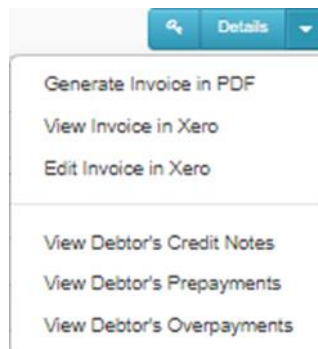 Details
Generate Invoice in PDF
View Invoice in Xero
Edit Invoice in Xero
View Debtor's Credit Notes
View Debtor's Prepayments
View Debtor's Overpayments